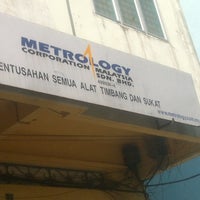 METROLOGY
CORPORATION MALAYSIA
SDN. BHD.
ENTUSAHAN SEMUA ALAT TIMBANG DAN SUKAT